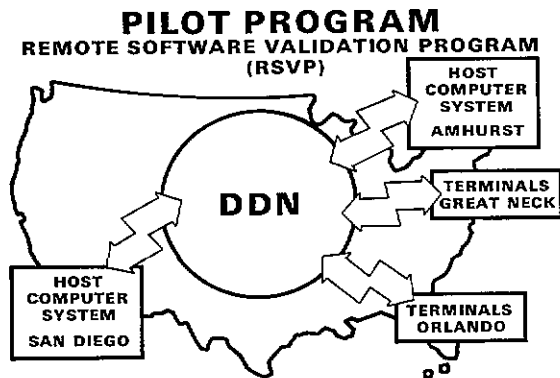 PILOT PROGRAM
REMOTE SOFTWARE VALIDATION PROGRAM
(RSVP)
HOST
COMPUTER
SYSTEM
AMHURST
DDN
TERMINALS
GREAT NECK
HOST
COMPUTER
SYSTEM
SAN DIEGO
TERMINALS
ORLANDO